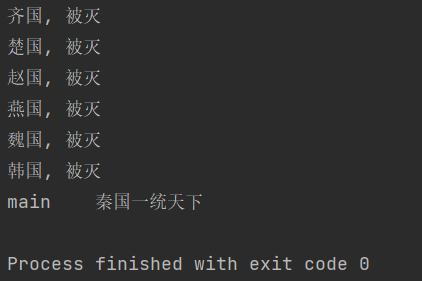 齐国, 被灭
楚国, 被灭
赵国, 被灭
燕国, 被灭
魏国, 被灭
韩国, 被灭
main    秦国一统天下
Process finished with exit code 0